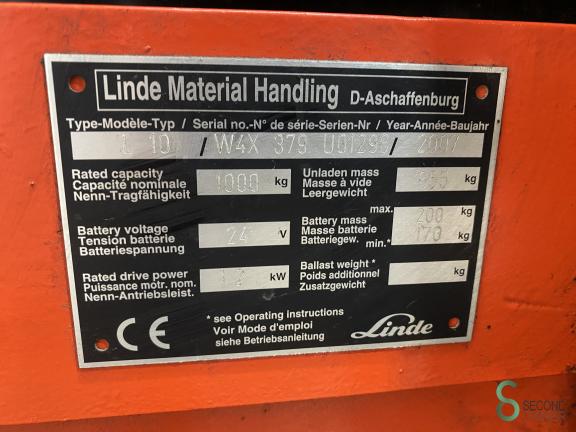 Linde Material Handling D-Aschaffenburg
Type-Modèle-Typ / Serial no.-N° de série-Serien-Nr / Year-Année-Baujahr
L 10 / W4X 379 / 2007
Rated capacity
Capacité nominale
Nenn-Tragfähigkeit
1000 kg
Unladen mass
Masse à vide
Leergewicht
kg
Battery voltage
Tension batterie
Batteriespannung
24 V
Battery mass
Masse batterie
Batteriegew.
max. 200 kg
min.* 170 kg
Rated drive power
Puissance motr. nom.
Nenn-Antriebsleist.
kW
Ballast weight *
Poids additionnel
Zusatzgewicht
kg
CE
* see Operating instructions
Voir Mode d'emploi
siehe Betriebsanleitung
Linde
SECOND